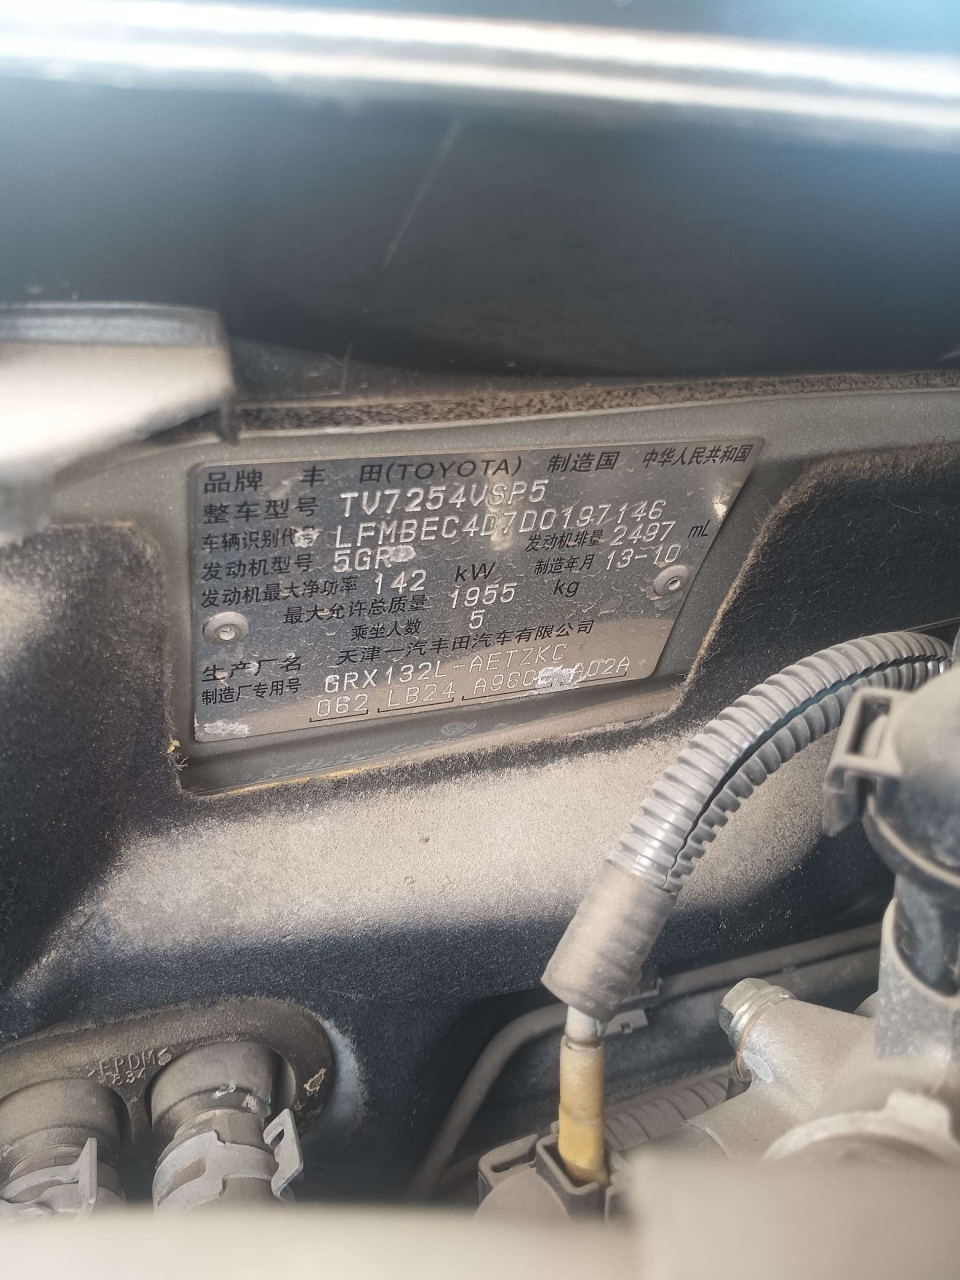 品牌 丰 田(TOYOTA) 制造国 中华人民共和国
整车型号 TV7254VSP5
车辆识别代号 LFMBEC4D7D0197146
发动机型号 5GR 发动机排量 2497 mL
发动机最大净功率 142 kW 制造年月 13-10
最大允许总质量 1955 kg
乘坐人数 5
生产厂名 天津一汽丰田汽车有限公司
制造厂专用号 GRX132L-AETZKC
062 LB24 A02A
>EPDM<